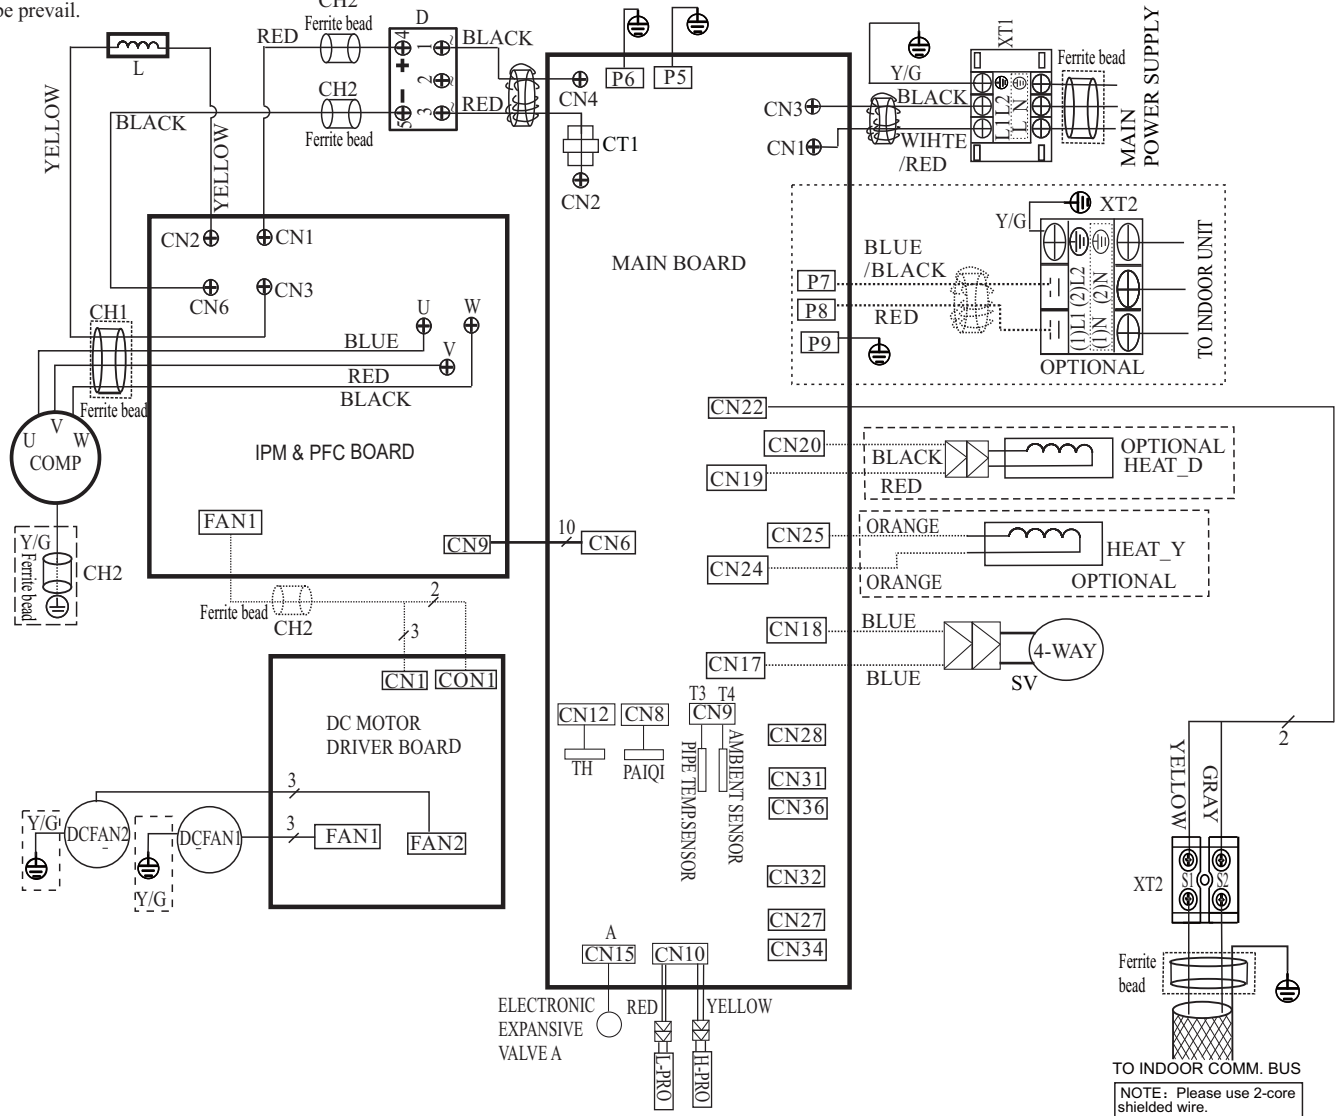 be prevail.
CH2
Ferrite bead
RED
D
4
1
+
2
−
5
3
~
~
~
BLACK
RED
L
YELLOW
YELLOW
BLACK
CH2
Ferrite bead
CN4
CT1
CN2
P6
P5
CN3
CN1
Y/G
BLACK
WIHTE
/RED
XT1
L1 L2
L N
Ferrite bead
MAIN
POWER SUPPLY
MAIN BOARD
Y/G
XT2
BLUE
/BLACK
P7
P8
RED
P9
(1)L1 (2)L2
(1)N (2)N
OPTIONAL
TO INDOOR UNIT
CN2
CN1
CN6
CN3
CH1
U
W
V
BLUE
RED
BLACK
Ferrite bead
U
V
W
COMP
IPM & PFC BOARD
Y/G
Ferrite bead
CH2
FAN1
CN9
10
CN6
Ferrite bead
CH2
2
3
CN1
CON1
DC MOTOR
DRIVER BOARD
3
3
Y/G
DCFAN2
DCFAN1
Y/G
FAN1
FAN2
CN22
CN20
CN19
BLACK
RED
OPTIONAL
HEAT_D
CN25
CN24
ORANGE
ORANGE
HEAT_Y
OPTIONAL
CN18
CN17
BLUE
BLUE
4-WAY
SV
CN12
TH
CN8
PAIQI
T3 T4
CN9
PIPE TEMP.SENSOR
AMBIENT SENSOR
CN28
CN31
CN36
CN32
CN27
CN34
A
CN15
ELECTRONIC
EXPANSIVE
VALVE A
CN10
RED
YELLOW
L-PRO
H-PRO
2
YELLOW
GRAY
XT2
S1
S2
Ferrite
bead
TO INDOOR COMM. BUS
NOTE: Please use 2-core
shielded wire.